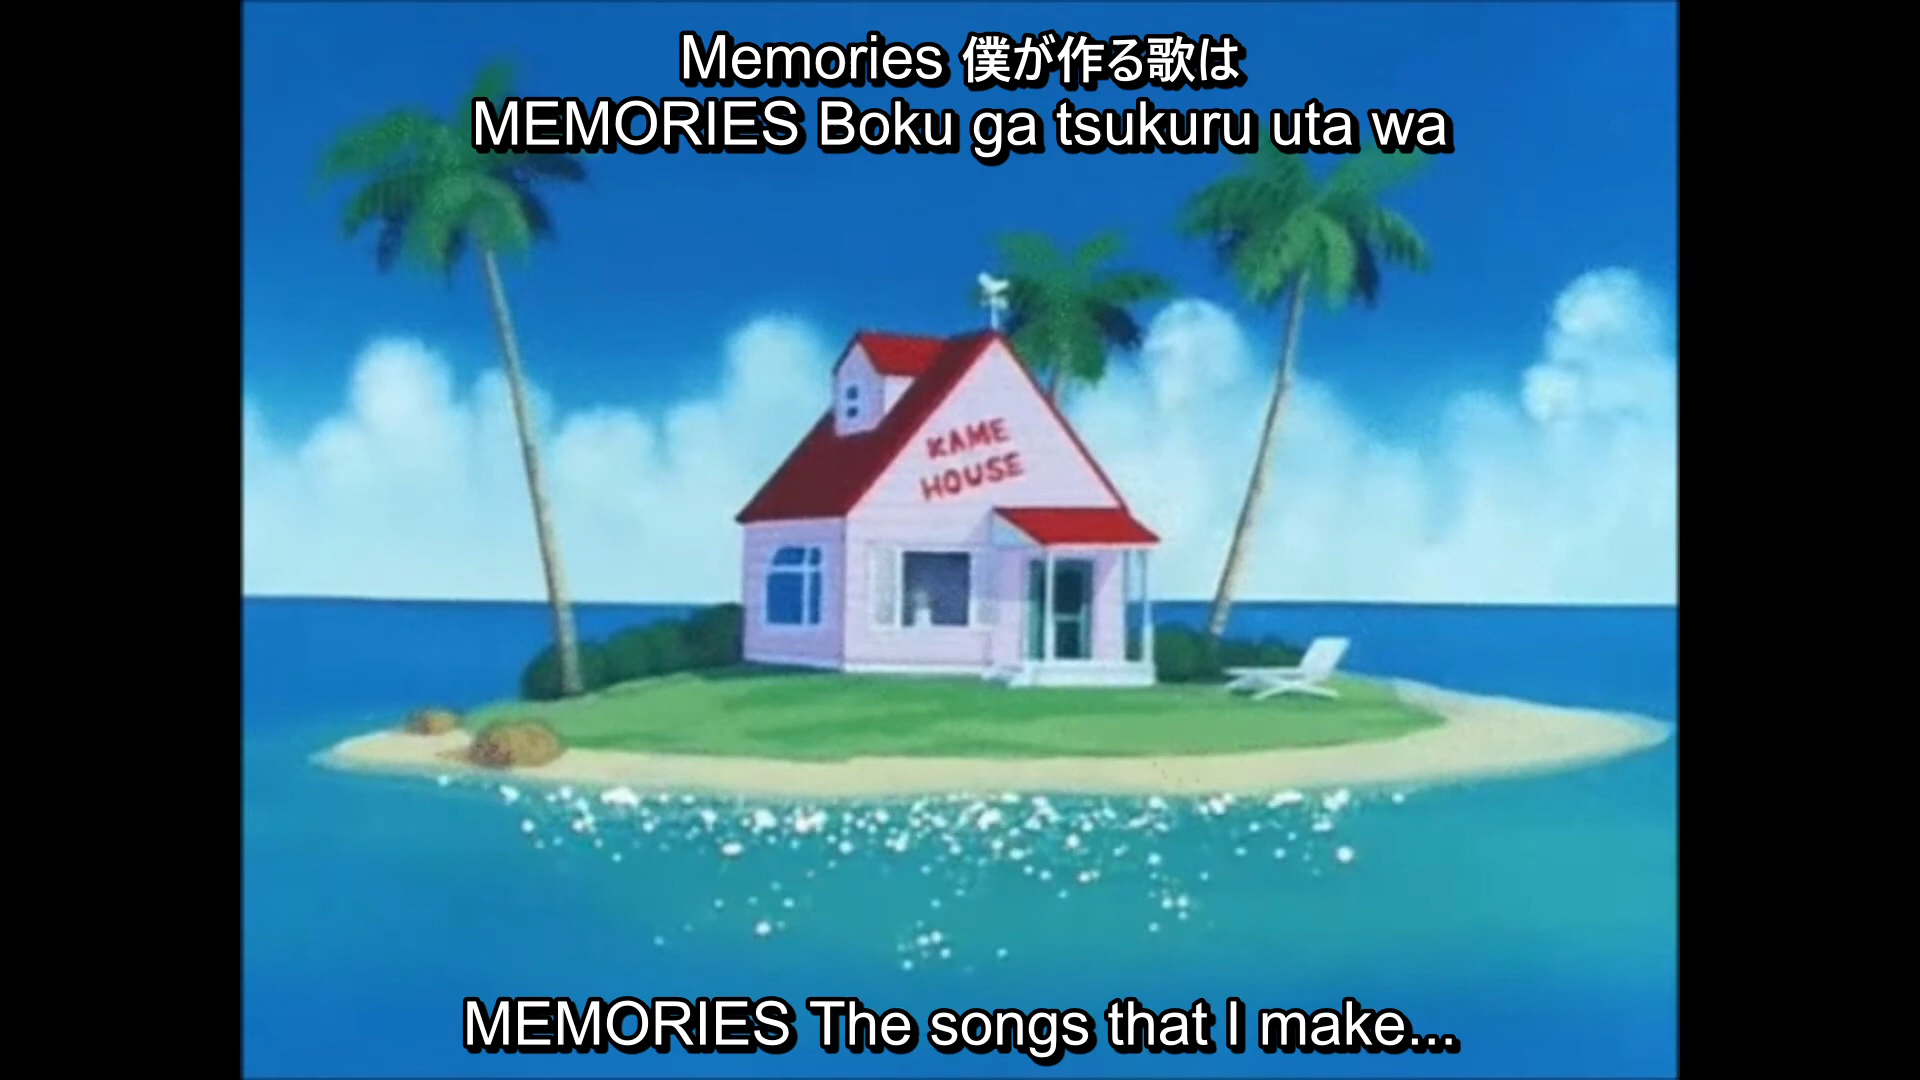 Memories 僕が作る歌は
MEMORIES Boku ga tsukuru uta wa
KAME
HOUSE
MEMORIES The songs that I make...